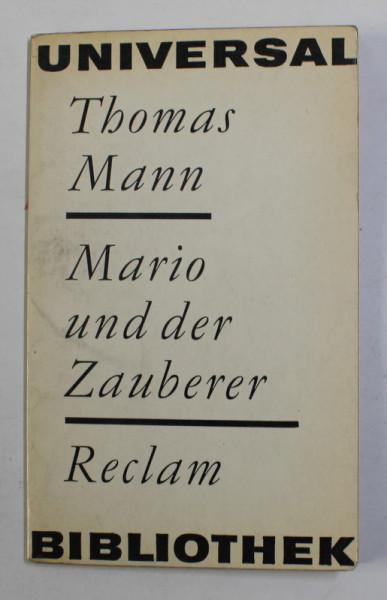 UNIVERSAL
Thomas
Mann
Mario
und der
Zauberer
Reclam
BIBLIOTHEK